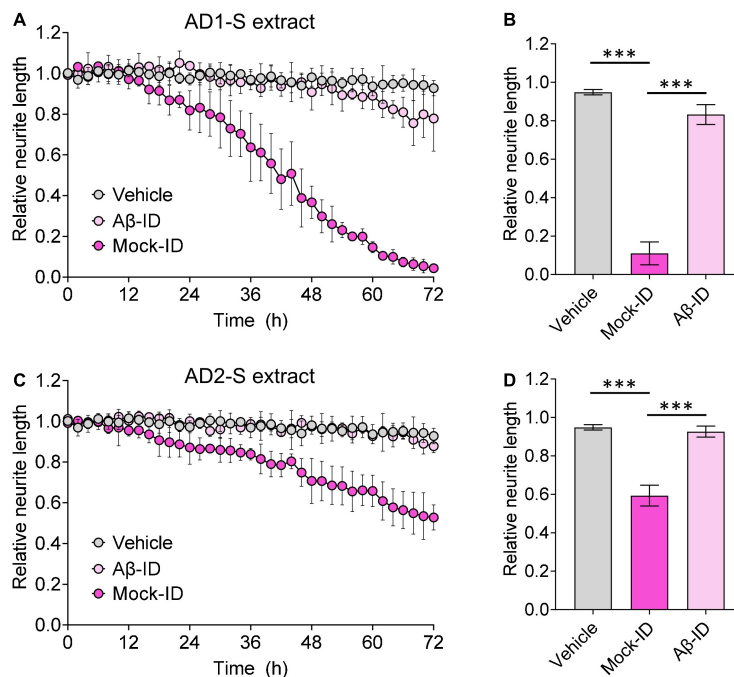 A
AD1-S extract
Relative neurite length
1.2
1.0
0.8
0.6
0.4
0.2
0.0
Vehicle
Aβ-ID
Mock-ID
0 12 24 36 48 60 72
Time (h)
B
Relative neurite length
1.2
1.0
0.8
0.6
0.4
0.2
0.0
***
***
Vehicle
Mock-ID
Aβ-ID
C
AD2-S extract
Relative neurite length
1.2
1.0
0.8
0.6
0.4
0.2
0.0
Vehicle
Aβ-ID
Mock-ID
0 12 24 36 48 60 72
Time (h)
D
Relative neurite length
1.2
1.0
0.8
0.6
0.4
0.2
0.0
***
***
Vehicle
Mock-ID
Aβ-ID